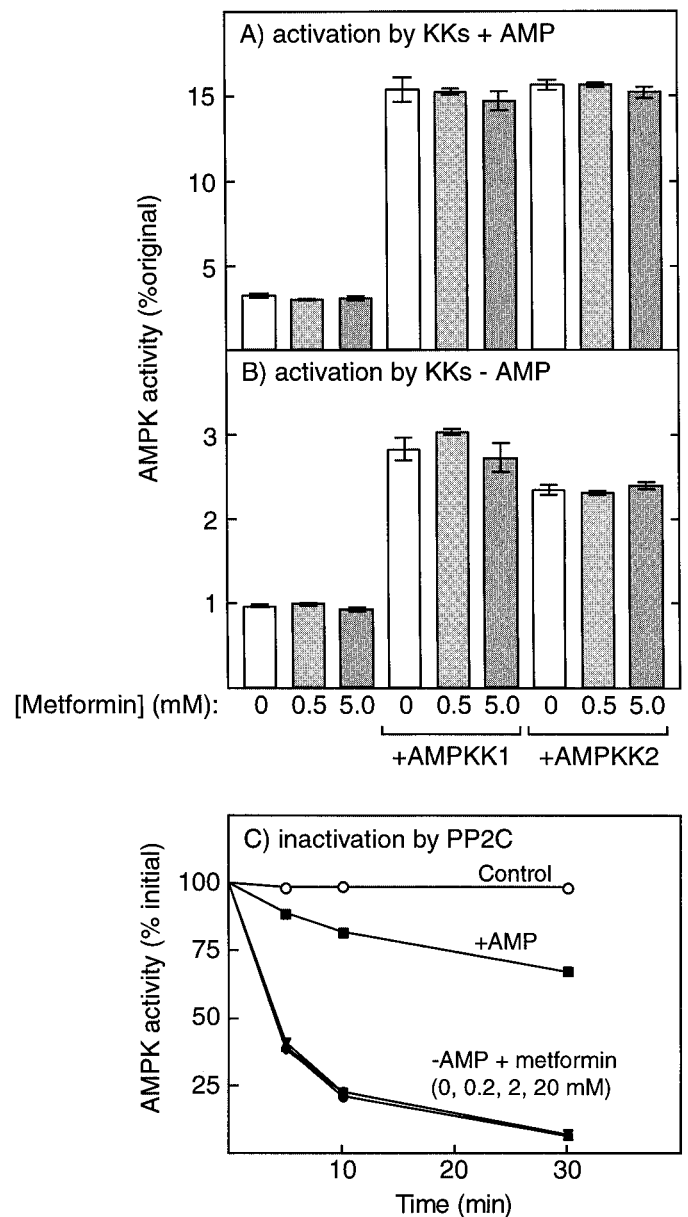 A) activation by KKs + AMP
15
15
5
AMPK activity (%original)
B) activation by KKs - AMP
3
2
1
[Metformin] (mM): 0 0.5 5.0 0 0.5 5.0 0 0.5 5.0
+AMPKK1 +AMPKK2
C) inactivation by PP2C
100
75
50
25
AMPK activity (% initial)
Control
+AMP
-AMP + metformin
(0, 0.2, 2, 20 mM)
10 20 30
Time (min)